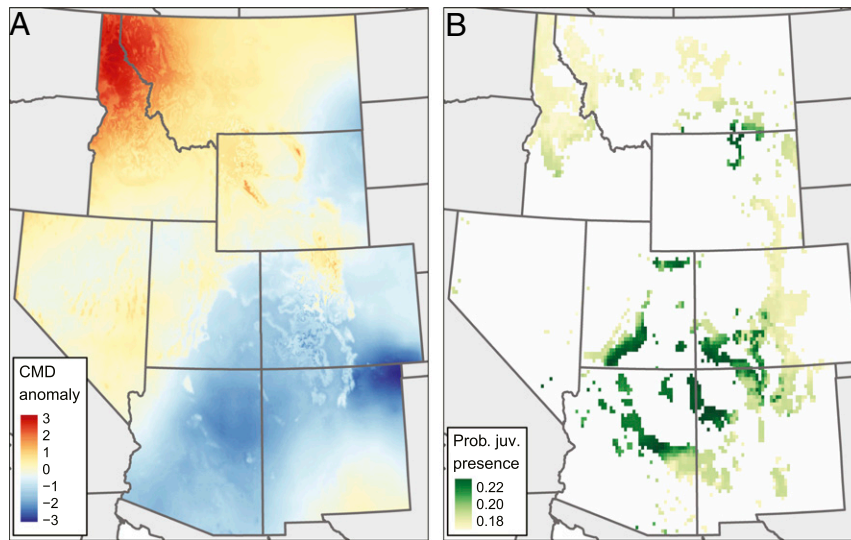 A
B
CMD
anomaly
3
2
1
0
−1
−2
−3
Prob. juv.
presence
0.22
0.20
0.18